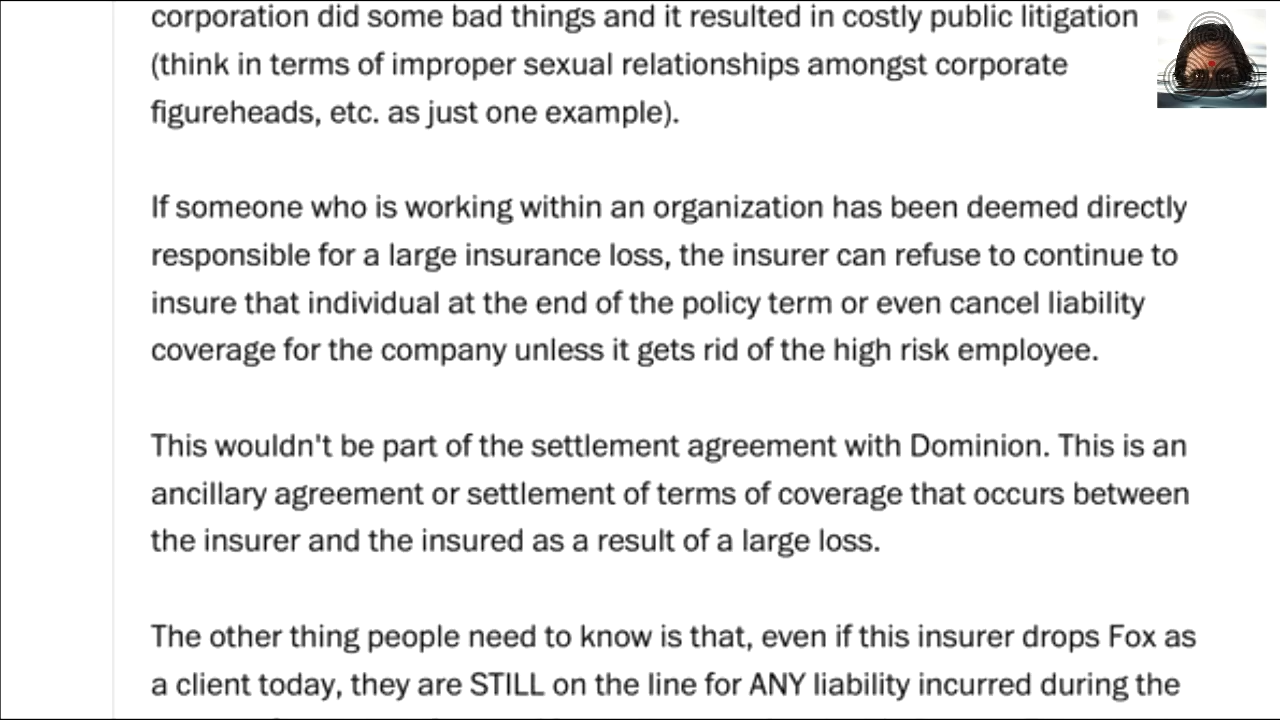 corporation did some bad things and it resulted in costly public litigation
(think in terms of improper sexual relationships amongst corporate
figureheads, etc. as just one example).
If someone who is working within an organization has been deemed directly
responsible for a large insurance loss, the insurer can refuse to continue to
insure that individual at the end of the policy term or even cancel liability
coverage for the company unless it gets rid of the high risk employee.
This wouldn't be part of the settlement agreement with Dominion. This is an
ancillary agreement or settlement of terms of coverage that occurs between
the insurer and the insured as a result of a large loss.
The other thing people need to know is that, even if this insurer drops Fox as
a client today, they are STILL on the line for ANY liability incurred during the